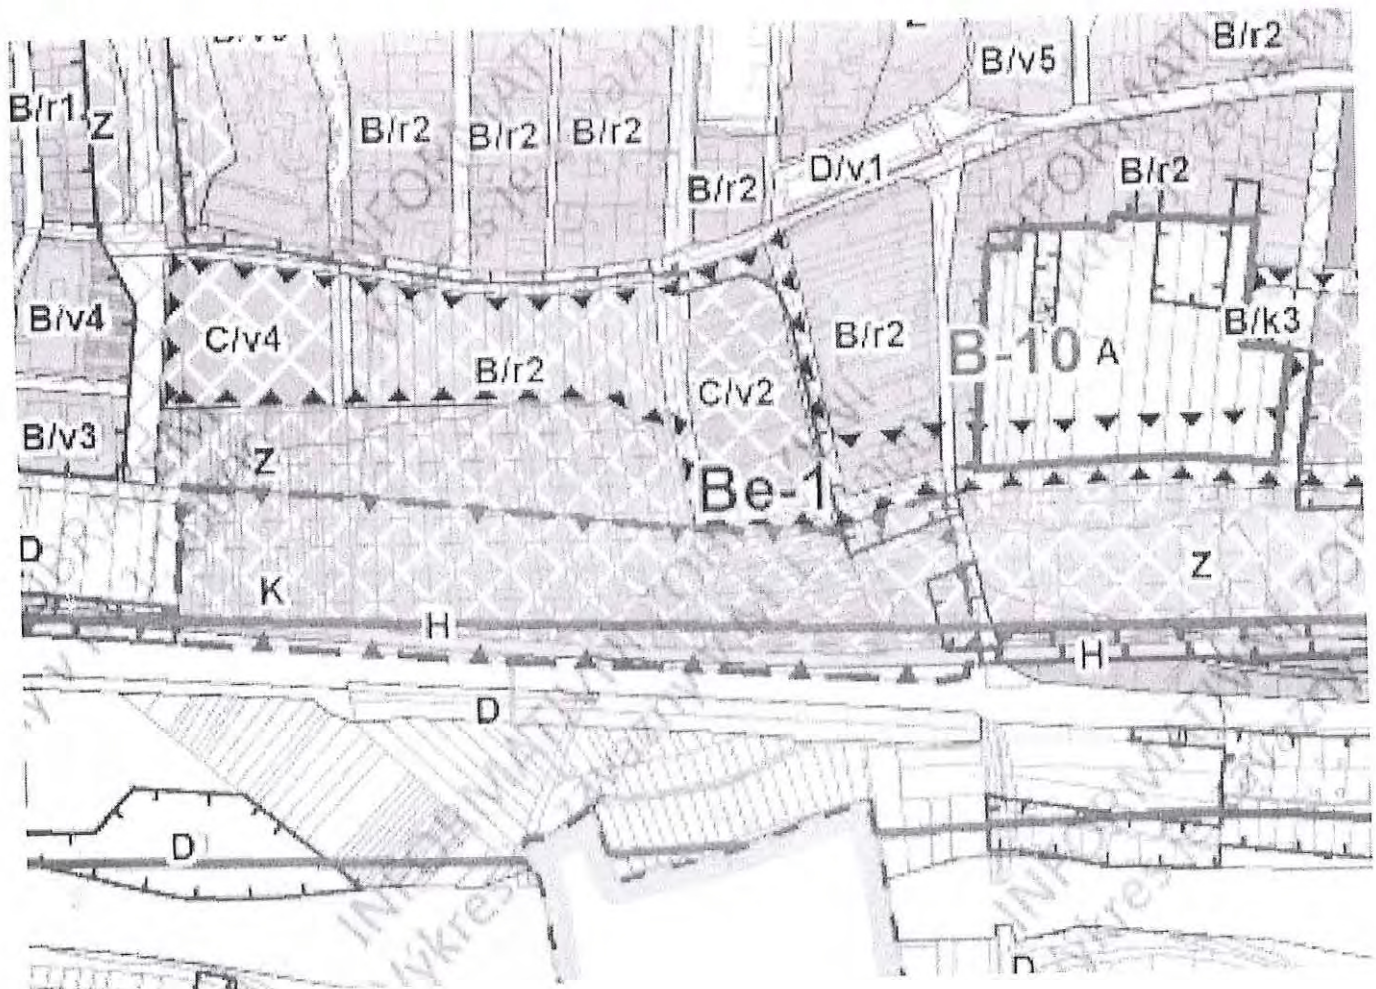 B/r2
B/v5
B/r1
Z
B/r2
B/r2
B/r2
B/r2
D/v1
B/r2
B/v4
C/v4
B/r2
C/v2
B/r2
B-10
A
B/k3
B/v3
Z
Be-1
D
K
H
Z
H
D
D
D